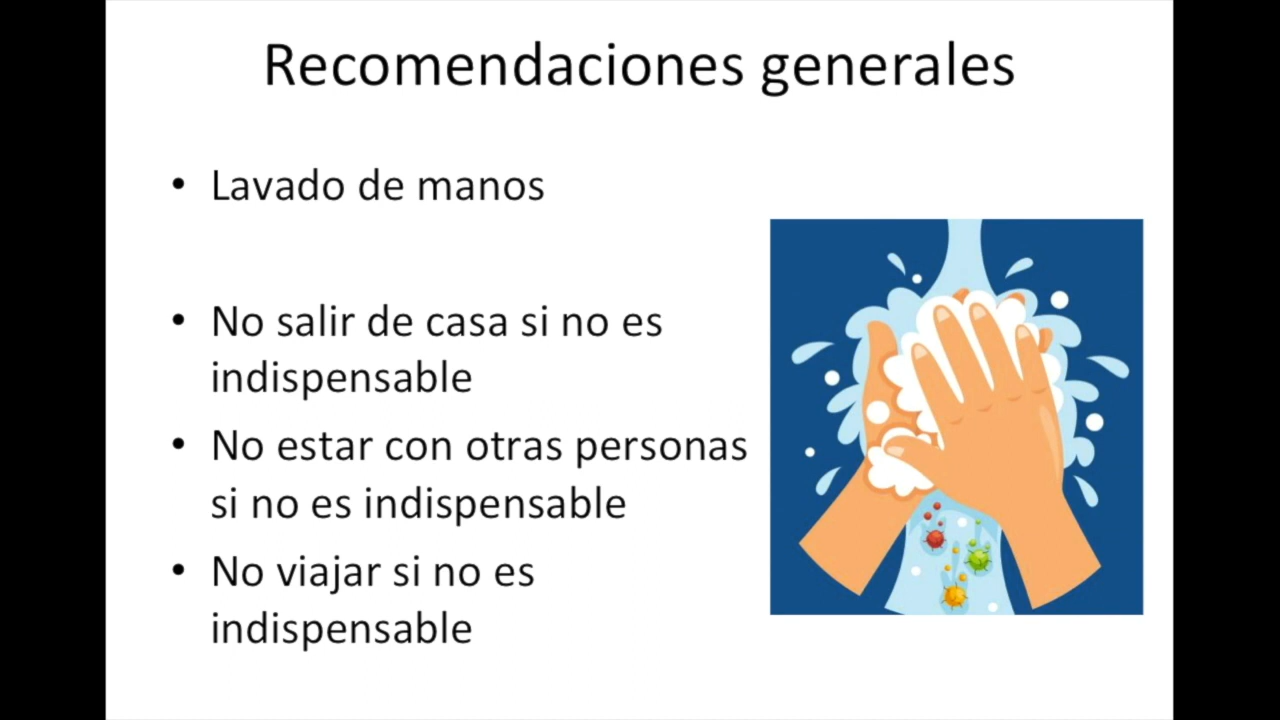 Recomendaciones generales
• Lavado de manos
• No salir de casa si no es
indispensable
• No estar con otras personas
si no es indispensable
• No viajar si no es
indispensable